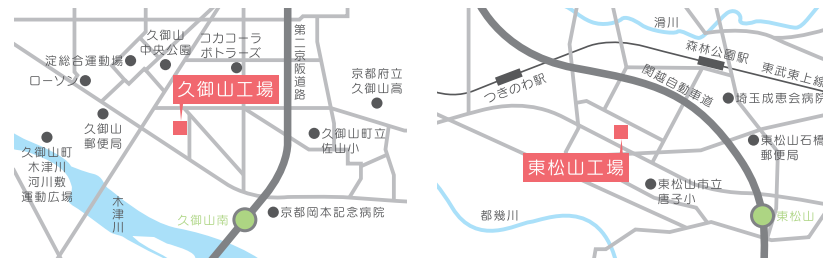 久御山
中央公園
コカコーラ
ボトラーズ
第二京阪道路
淀総合運動場
ローソン
久御山工場
京都府立
久御山高
久御山
郵便局
久御山町立
佐山小
久御山町
木津川
河川敷
運動広場
木津川
久御山南
京都岡本記念病院
滑川
森林公園駅
東武東上線
つきのわ駅
関越自動車道
埼玉成恵会病院
東松山石橋
郵便局
東松山工場
東松山市立
唐子小
都幾川
東松山